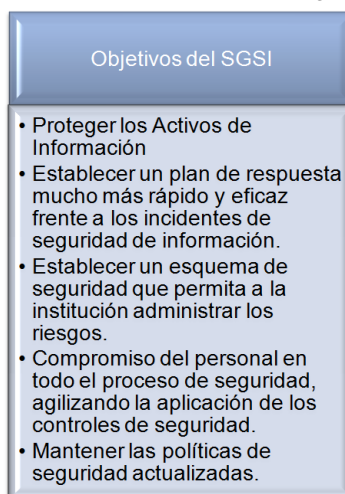 Objetivos del SGSI
• Proteger los Activos de
Información
• Establecer un plan de respuesta
mucho más rápido y eficaz
frente a los incidentes de
seguridad de información.
• Establecer un esquema de
seguridad que permita a la
institución administrar los
riesgos.
• Compromiso del personal en
todo el proceso de seguridad,
agilizando la aplicación de los
controles de seguridad.
• Mantener las políticas de
seguridad actualizadas.